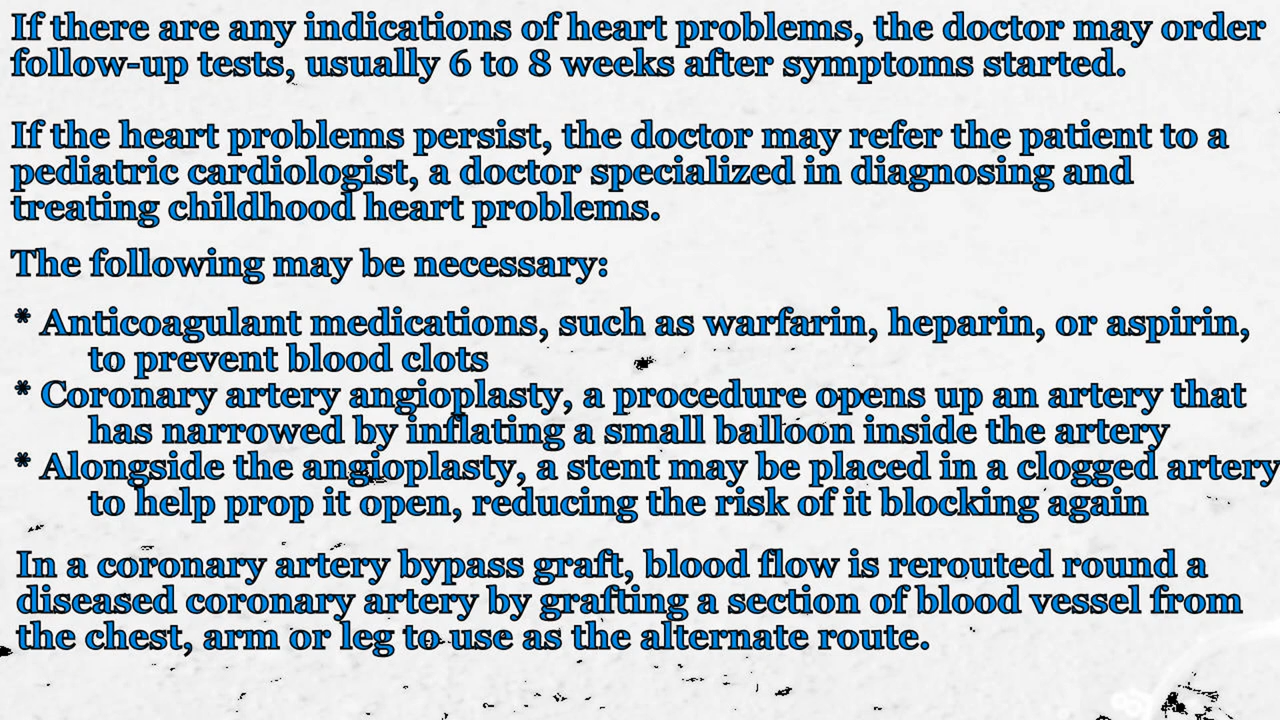 If there are any indications of heart problems, the doctor may order
follow-up tests, usually 6 to 8 weeks after symptoms started.
If the heart problems persist, the doctor may refer the patient to a
pediatric cardiologist, a doctor specialized in diagnosing and
treating childhood heart problems.
The following may be necessary:
* Anticoagulant medications, such as warfarin, heparin, or aspirin,
to prevent blood clots
* Coronary artery angioplasty, a procedure opens up an artery that
has narrowed by inflating a small balloon inside the artery
* Alongside the angioplasty, a stent may be placed in a clogged artery
to help prop it open, reducing the risk of it blocking again
In a coronary artery bypass graft, blood flow is rerouted round a
diseased coronary artery by grafting a section of blood vessel from
the chest, arm or leg to use as the alternate route.